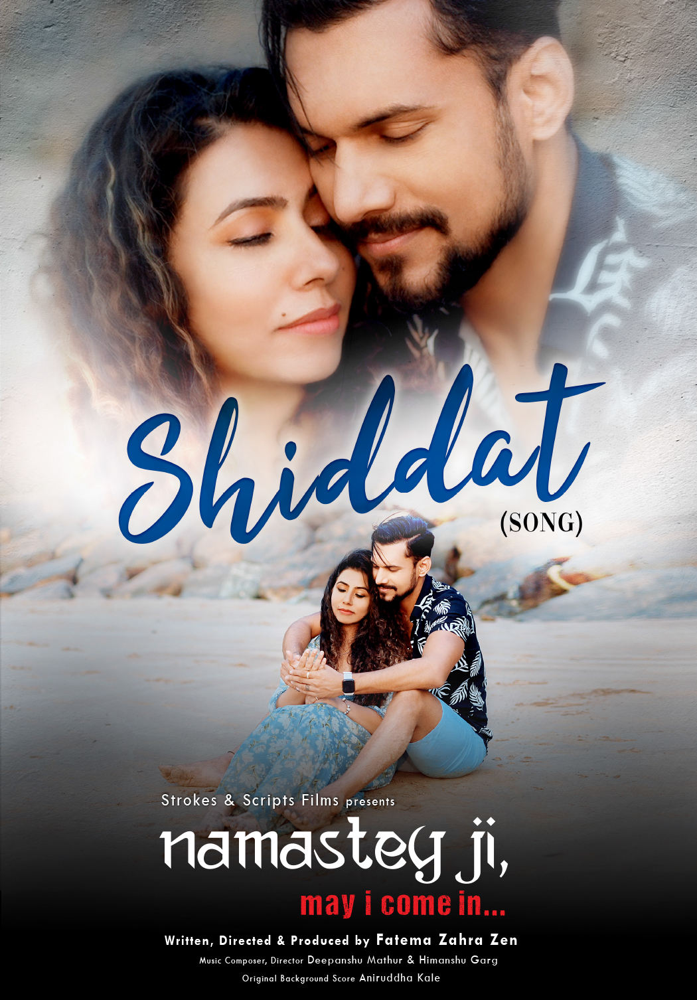 Shiddat
(SONG)
Strokes & Scripts Films presents
namastey ji,
may i come in...
Written, Directed & Produced by Fatema Zahra Zen
Music Composer, Director Deepanshu Mathur & Himanshu Garg
Original Background Score Aniruddha Kale